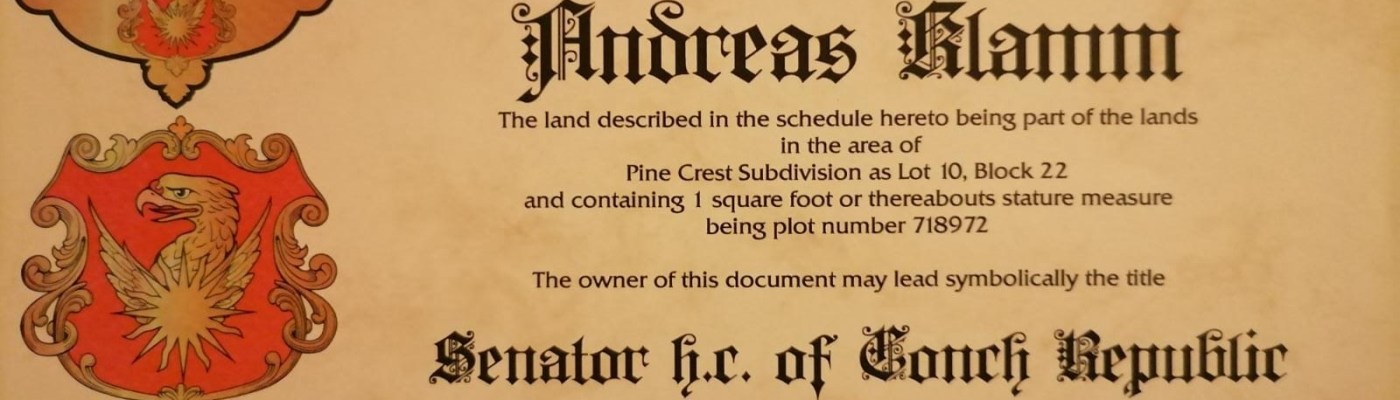 Andreas Klamm
The land described in the schedule hereto being part of the lands
in the area of
Pine Crest Subdivision as Lot 10, Block 22
and containing 1 square foot or thereabouts stature measure
being plot number 718972
The owner of this document may lead symbolically the title
Senator h.c. of Conch Republic